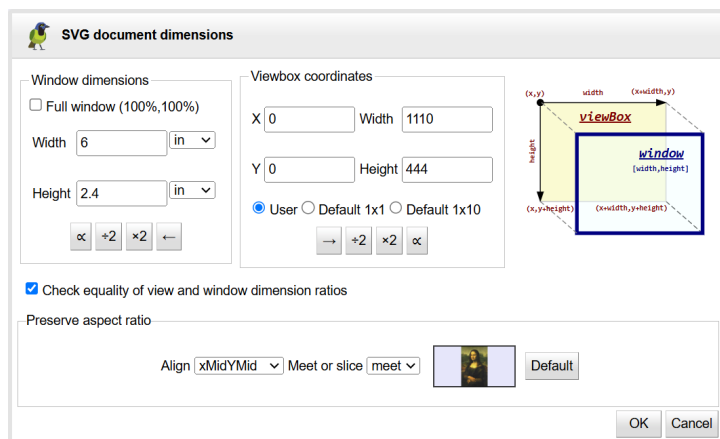 SVG document dimensions
Window dimensions
Full window (100%,100%)
Width 6 in
Height 2.4 in
∝ ÷2 ×2 ←
Viewbox coordinates
X 0 Width 1110
Y 0 Height 444
User Default 1x1 Default 1x10
→ ÷2 ×2 ∝
(x,y) width (x+width,y)
viewBox
height
window
[width,height]
(x,y+height) (x+width,y+height)
Check equality of view and window dimension ratios
Preserve aspect ratio
Align xMidYMid Meet or slice meet Default
OK Cancel